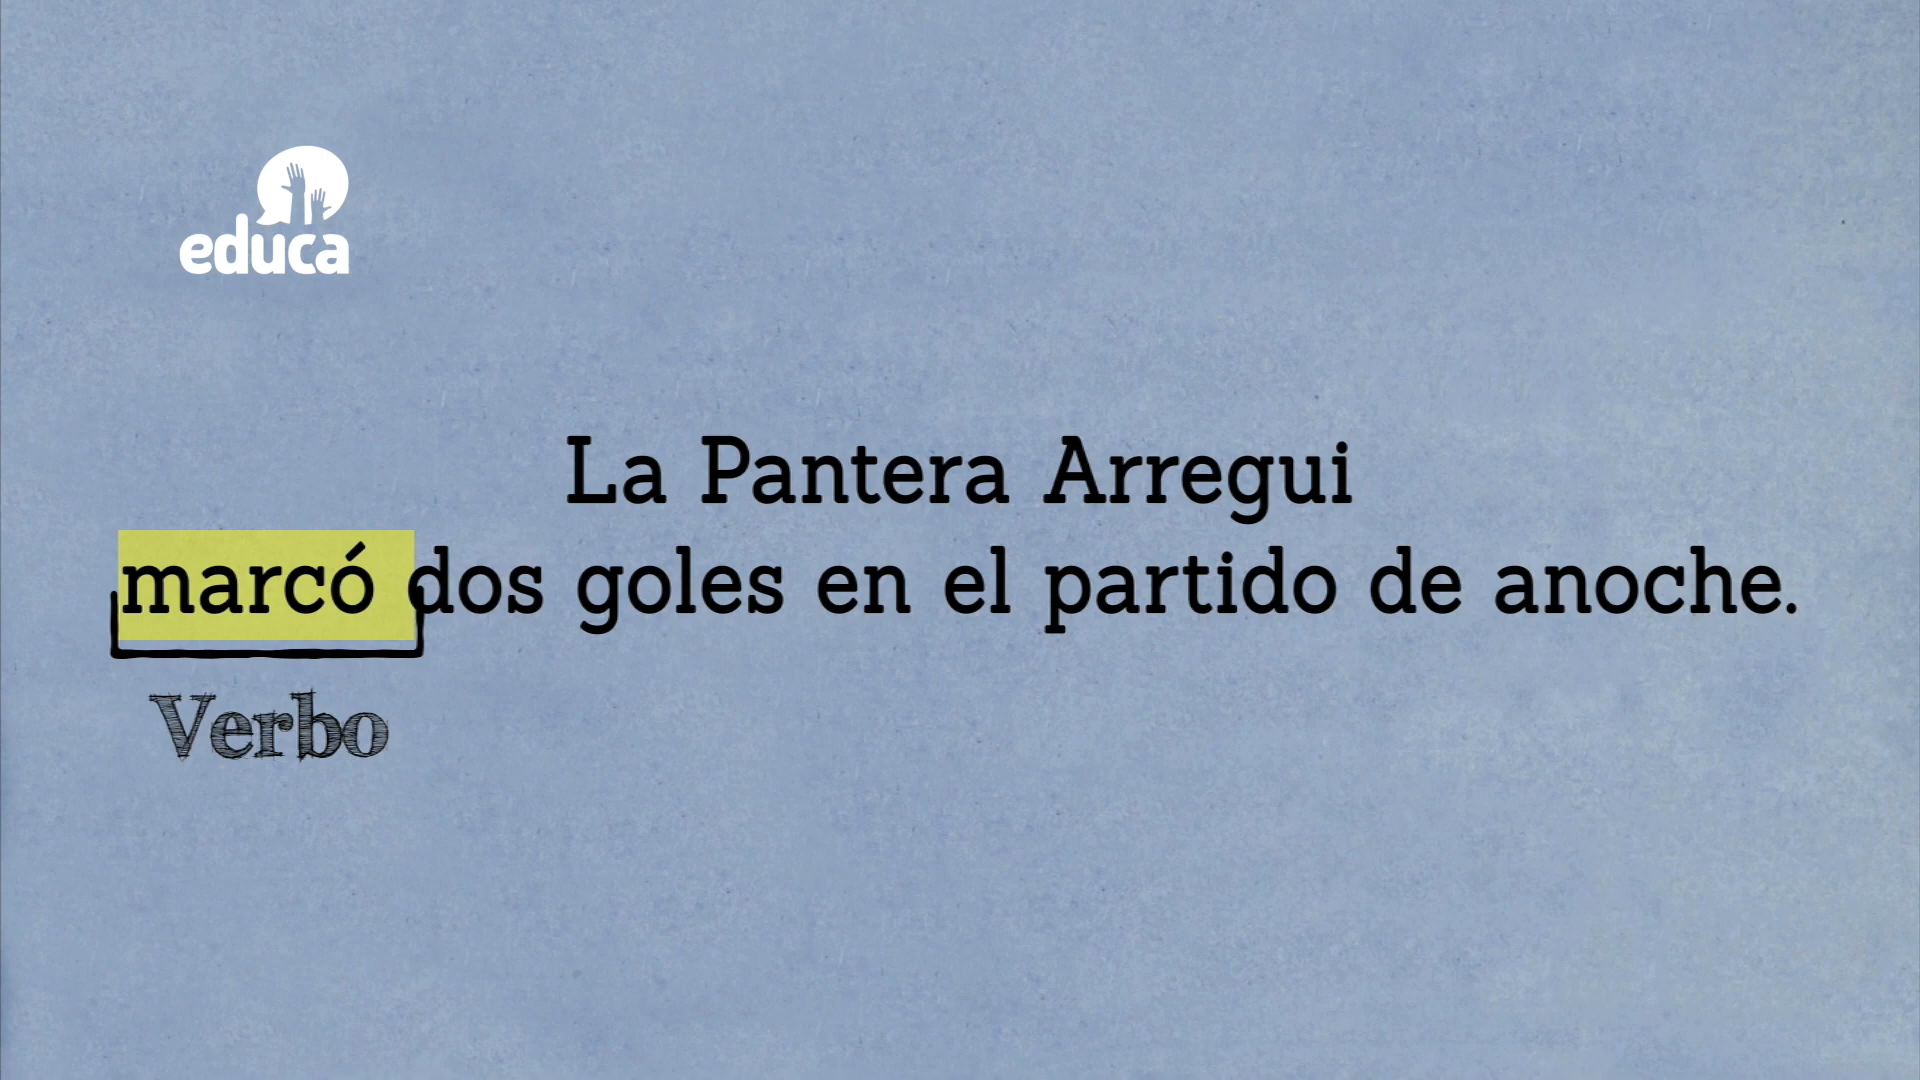 educa
La Pantera Arregui
marcó dos goles en el partido de anoche.
Verbo